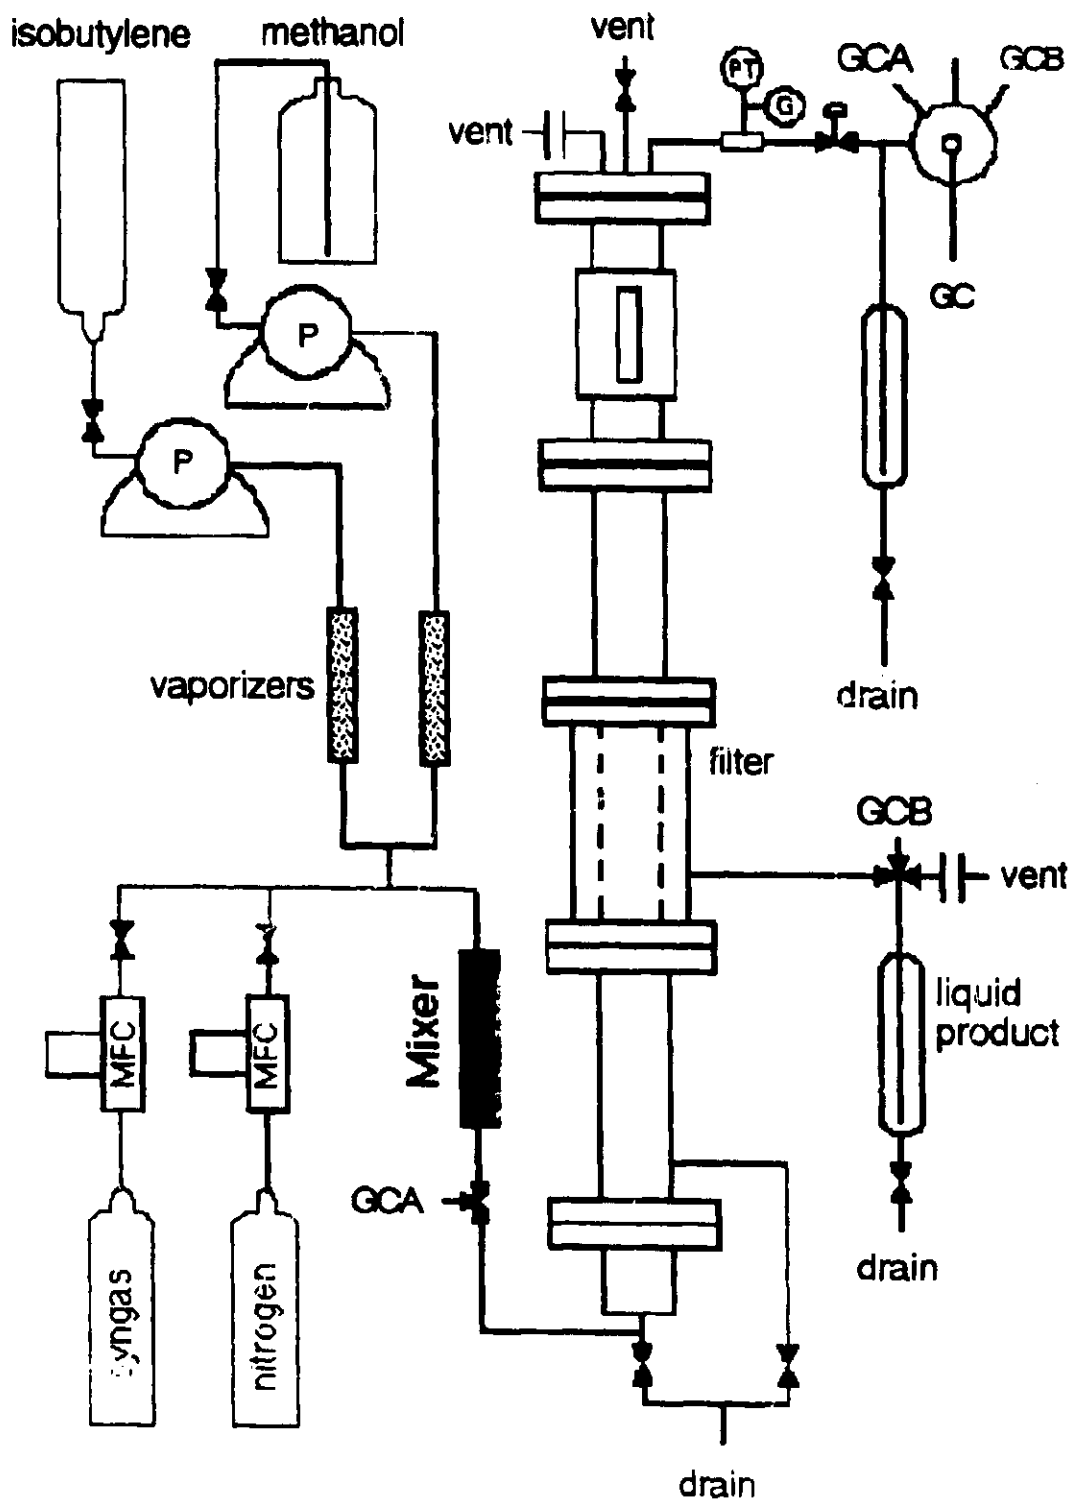 isobutylene
methanol
vent
vent
PT
G
GCA
GCB
GC
P
P
vaporizers
drain
filter
GCB
vent
MFC
MFC
Mixer
liquid
product
GCA
syngas
nitrogen
drain
drain